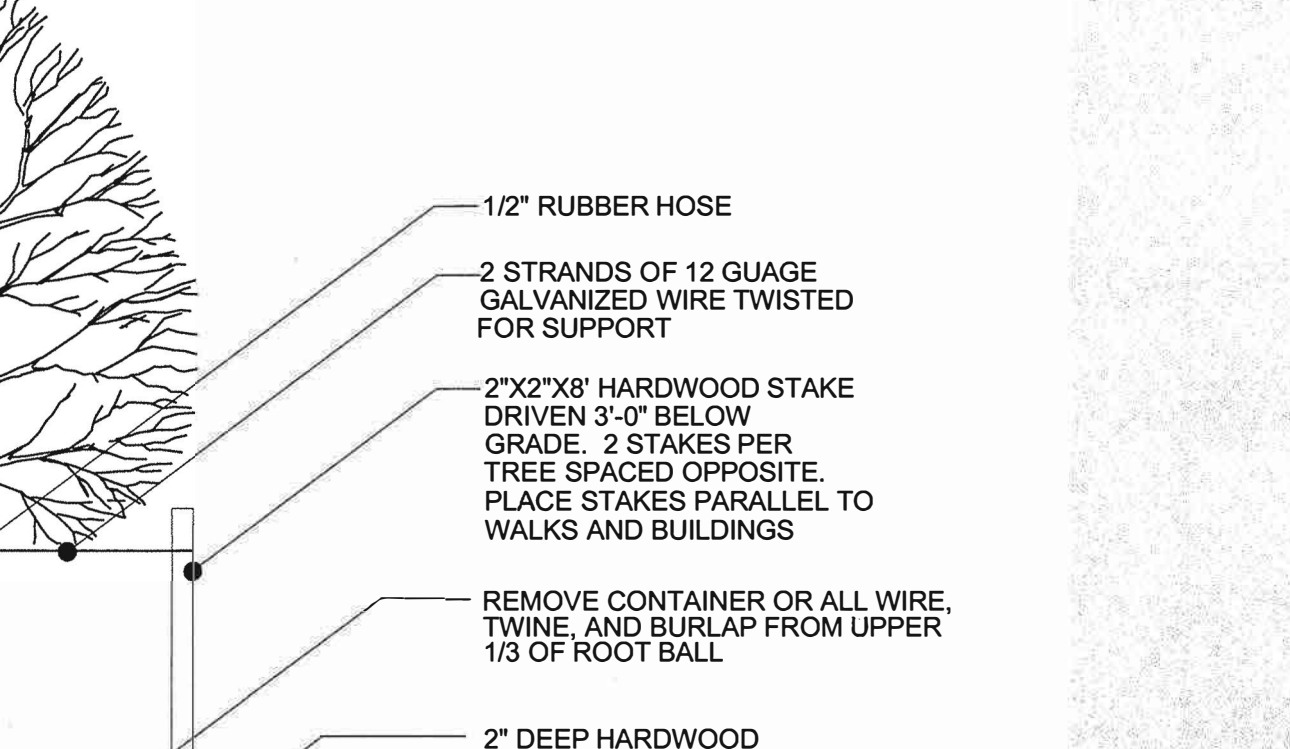 1/2" RUBBER HOSE
2 STRANDS OF 12 GUAGE
GALVANIZED WIRE TWISTED
FOR SUPPORT
2"X2"X8' HARDWOOD STAKE
DRIVEN 3'-0" BELOW
GRADE.  2 STAKES PER
TREE SPACED OPPOSITE.
PLACE STAKES PARALLEL TO
WALKS AND BUILDINGS
REMOVE CONTAINER OR ALL WIRE,
TWINE, AND BURLAP FROM UPPER
1/3 OF ROOT BALL
2" DEEP HARDWOOD